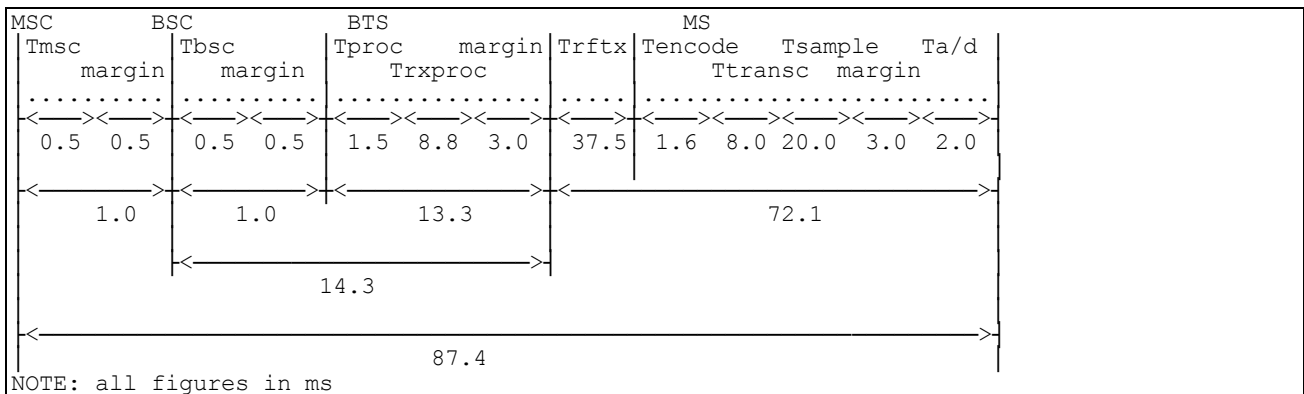 MSC BSC BTS MS
Tmsc Tbsc Tproc margin Trftx Tencode Tsample Ta/d
margin margin Trxproc Ttransc margin
0.5 0.5 0.5 0.5 1.5 8.8 3.0 37.5 1.6 8.0 20.0 3.0 2.0
1.0 1.0 13.3 72.1
14.3
87.4
NOTE: all figures in ms